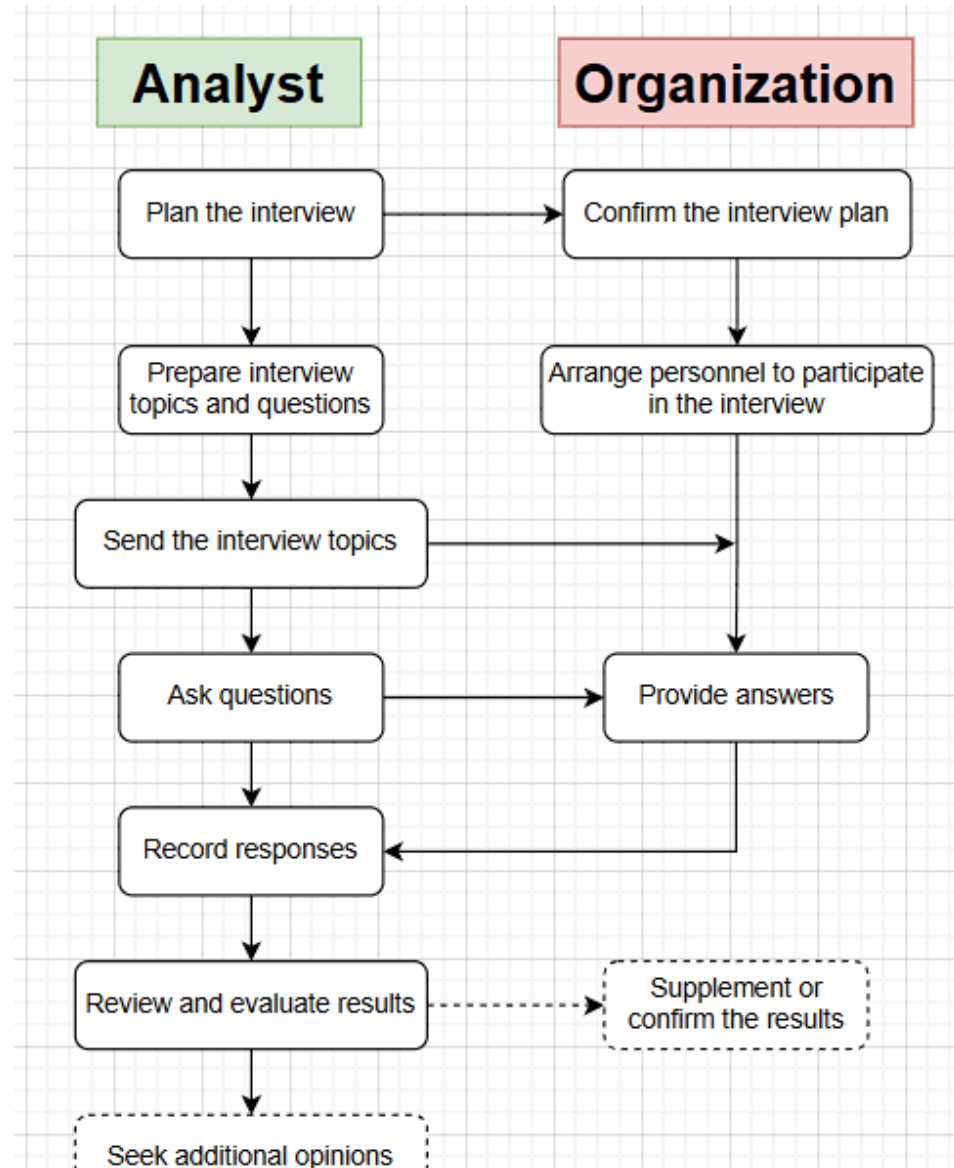 Analyst
Organization
Plan the interview
Confirm the interview plan
Prepare interview
topics and questions
Arrange personnel to participate
in the interview
Send the interview topics
Ask questions
Provide answers
Record responses
Review and evaluate results
Supplement or
confirm the results
Seek additional opinions